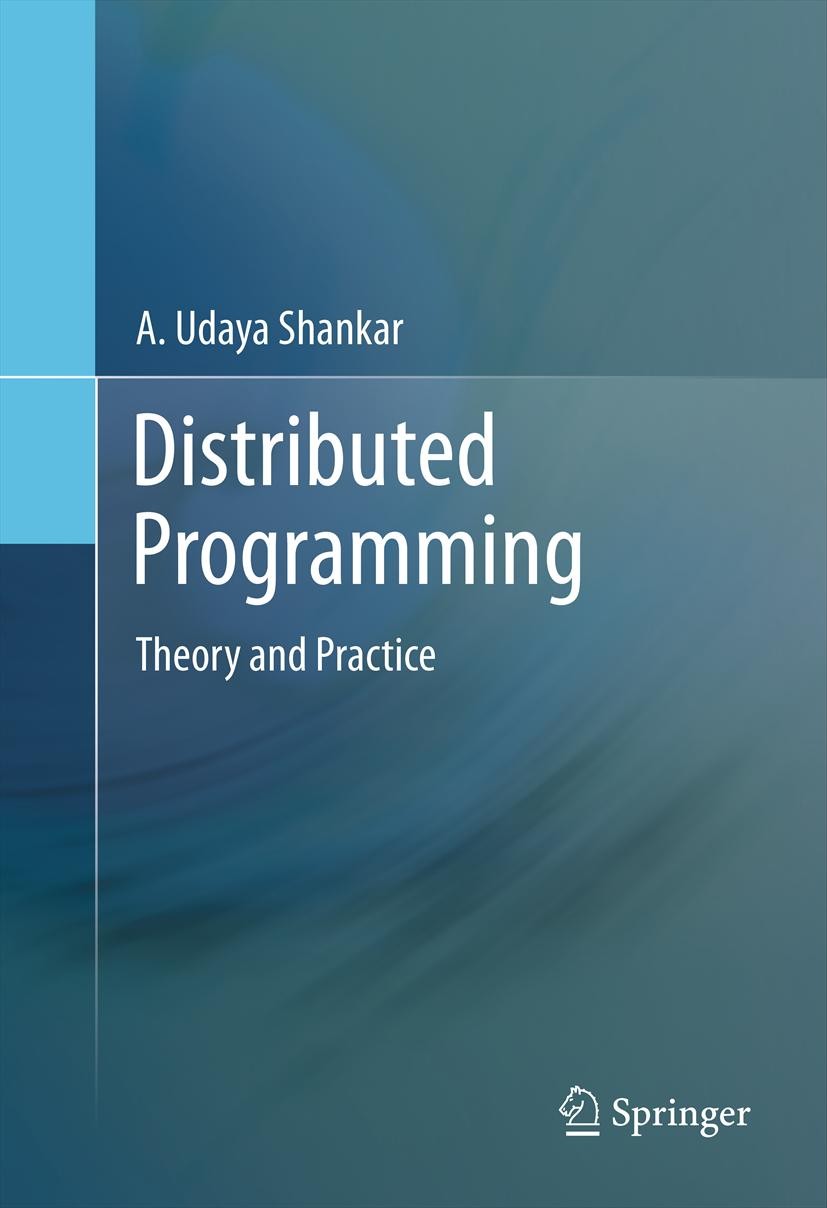 A. Udaya Shankar
Distributed
Programming
Theory and Practice
Springer